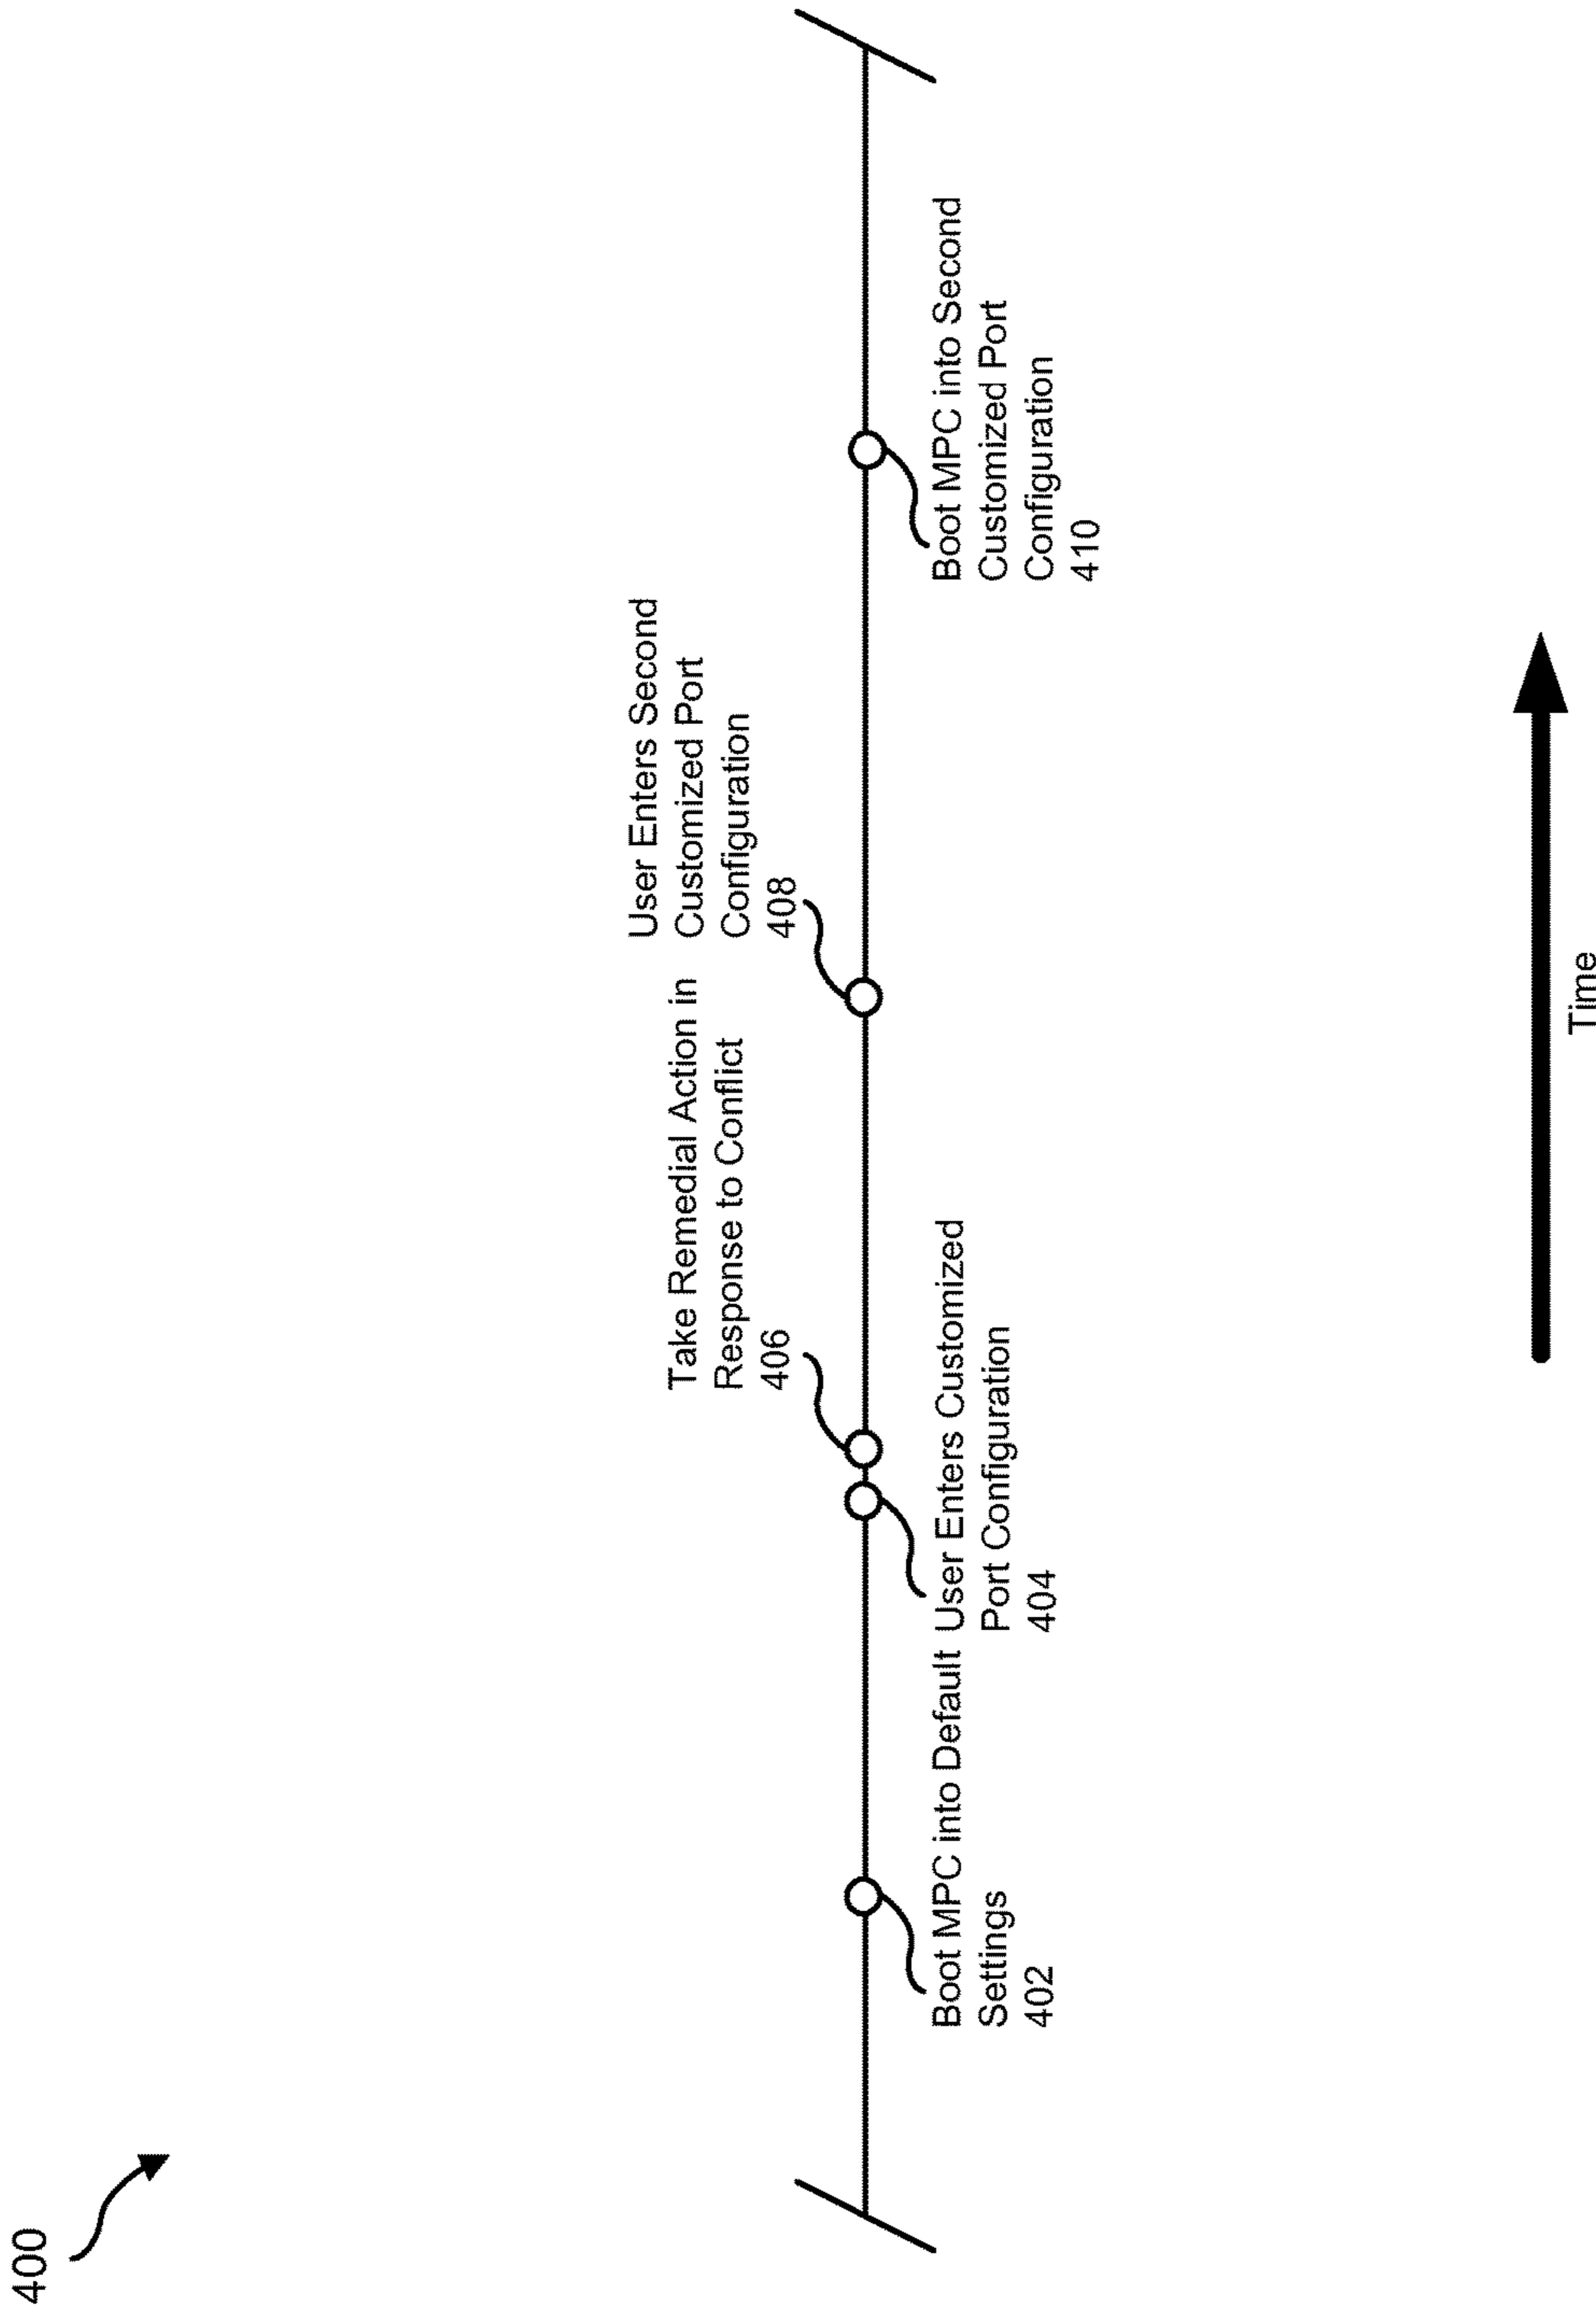 400
Take Remedial Action in
Response to Conflict
406
User Enters Second
Customized Port
Configuration
408
Boot MPC into Default
Settings
402
User Enters Customized
Port Configuration
404
Boot MPC into Second
Customized Port
Configuration
410
Time